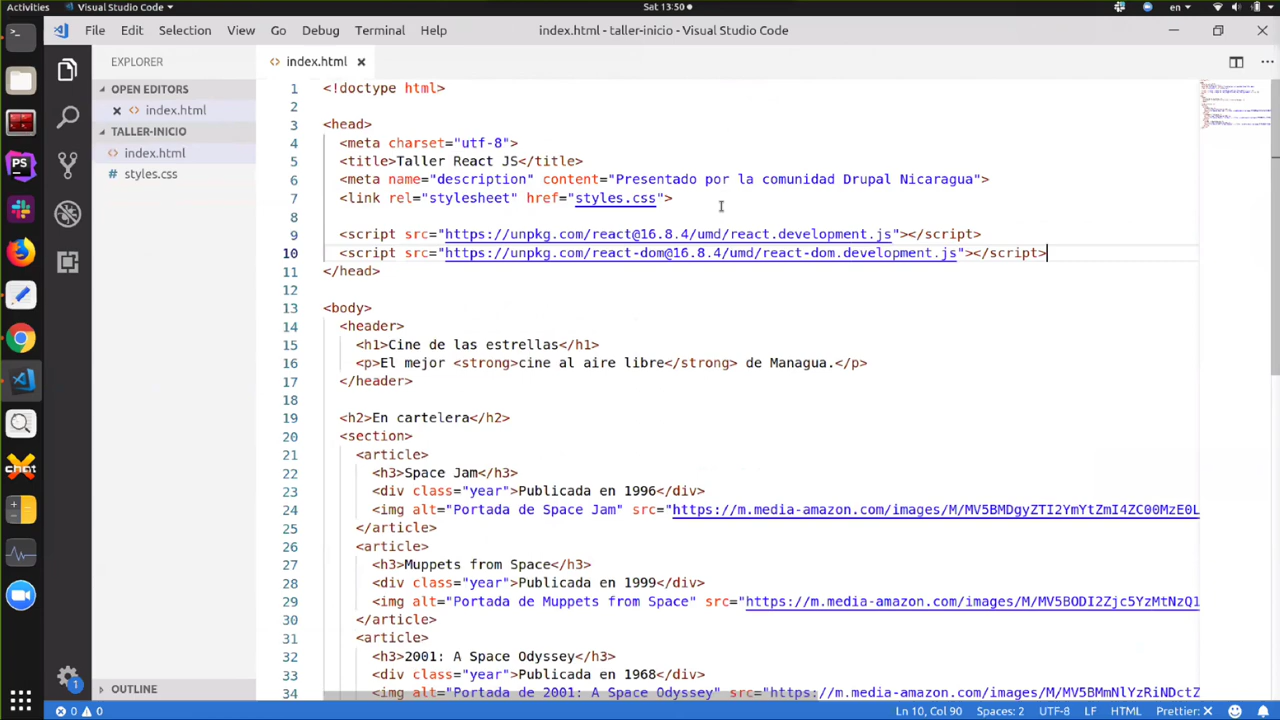 Activities
Visual Studio Code
Sat 13:50
en
File
Edit
Selection
View
Go
Debug
Terminal
Help
index.html - taller-inicio - Visual Studio Code
EXPLORER
OPEN EDITORS
index.html
TALLER-INICIO
index.html
styles.css
OUTLINE
index.html
1 <!doctype html>
2
3 <head>
4 <meta charset="utf-8">
5 <title>Taller React JS</title>
6 <meta name="description" content="Presentado por la comunidad Drupal Nicaragua">
7 <link rel="stylesheet" href="styles.css">
8
9 <script src="https://unpkg.com/react@16.8.4/umd/react.development.js"></script>
10 <script src="https://unpkg.com/react-dom@16.8.4/umd/react-dom.development.js"></script>
11 </head>
12
13 <body>
14 <header>
15 <h1>Cine de las estrellas</h1>
16 <p>El mejor <strong>cine al aire libre</strong> de Managua.</p>
17 </header>
18
19 <h2>En cartelera</h2>
20 <section>
21 <article>
22 <h3>Space Jam</h3>
23 <div class="year">Publicada en 1996</div>
24 <img alt="Portada de Space Jam" src="https://m.media-amazon.com/images/M/MV5BMDgyZTI2YmYtZmI4ZC00MzE0L
25 </article>
26 <article>
27 <h3>Muppets from Space</h3>
28 <div class="year">Publicada en 1999</div>
29 <img alt="Portada de Muppets from Space" src="https://m.media-amazon.com/images/M/MV5BODI2Zjc5YzMtNzQ1
30 </article>
31 <article>
32 <h3>2001: A Space Odyssey</h3>
33 <div class="year">Publicada en 1968</div>
34 <img alt="Portada de 2001: A Space Odyssey" src="https://m.media-amazon.com/images/M/MV5BMmNlYzRiNDctZ
PS
chat
1
0
0
Ln 10, Col 90
Spaces: 2
UTF-8
LF
HTML
Prettier: ×